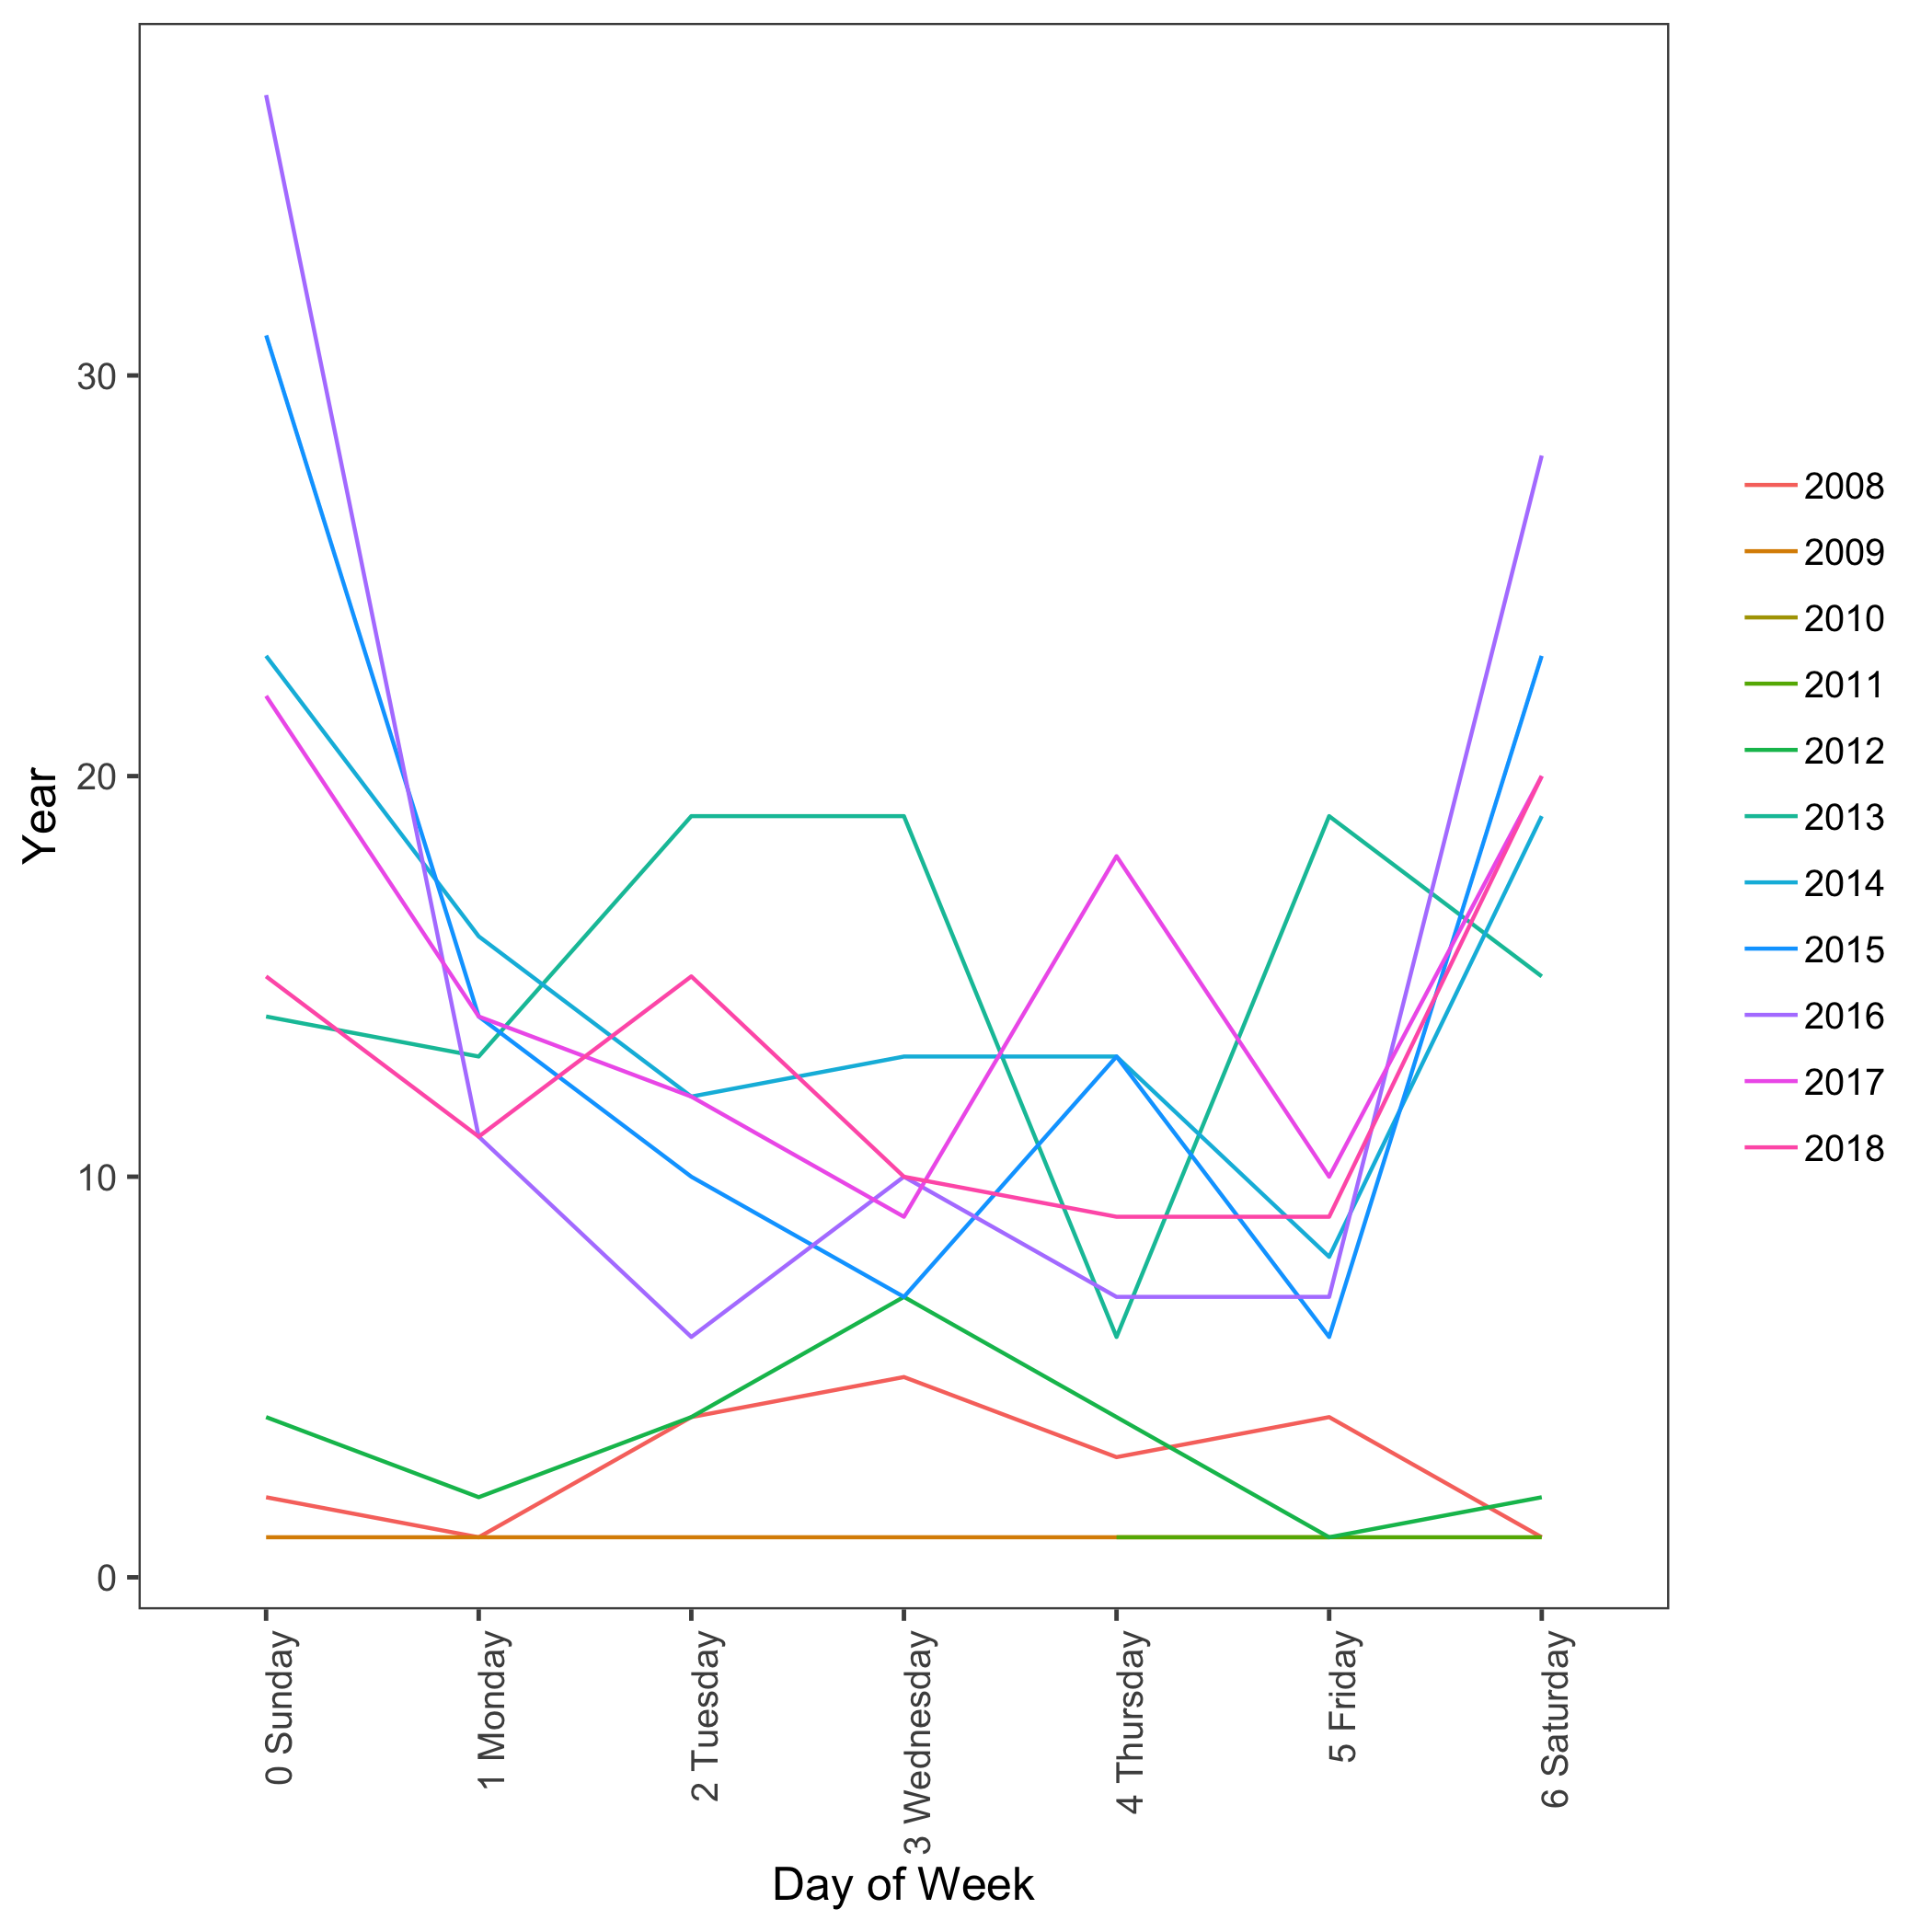 Year
30
20
10
0
0 Sunday
1 Monday
2 Tuesday
3 Wednesday
4 Thursday
5 Friday
6 Saturday
Day of Week
2008
2009
2010
2011
2012
2013
2014
2015
2016
2017
2018